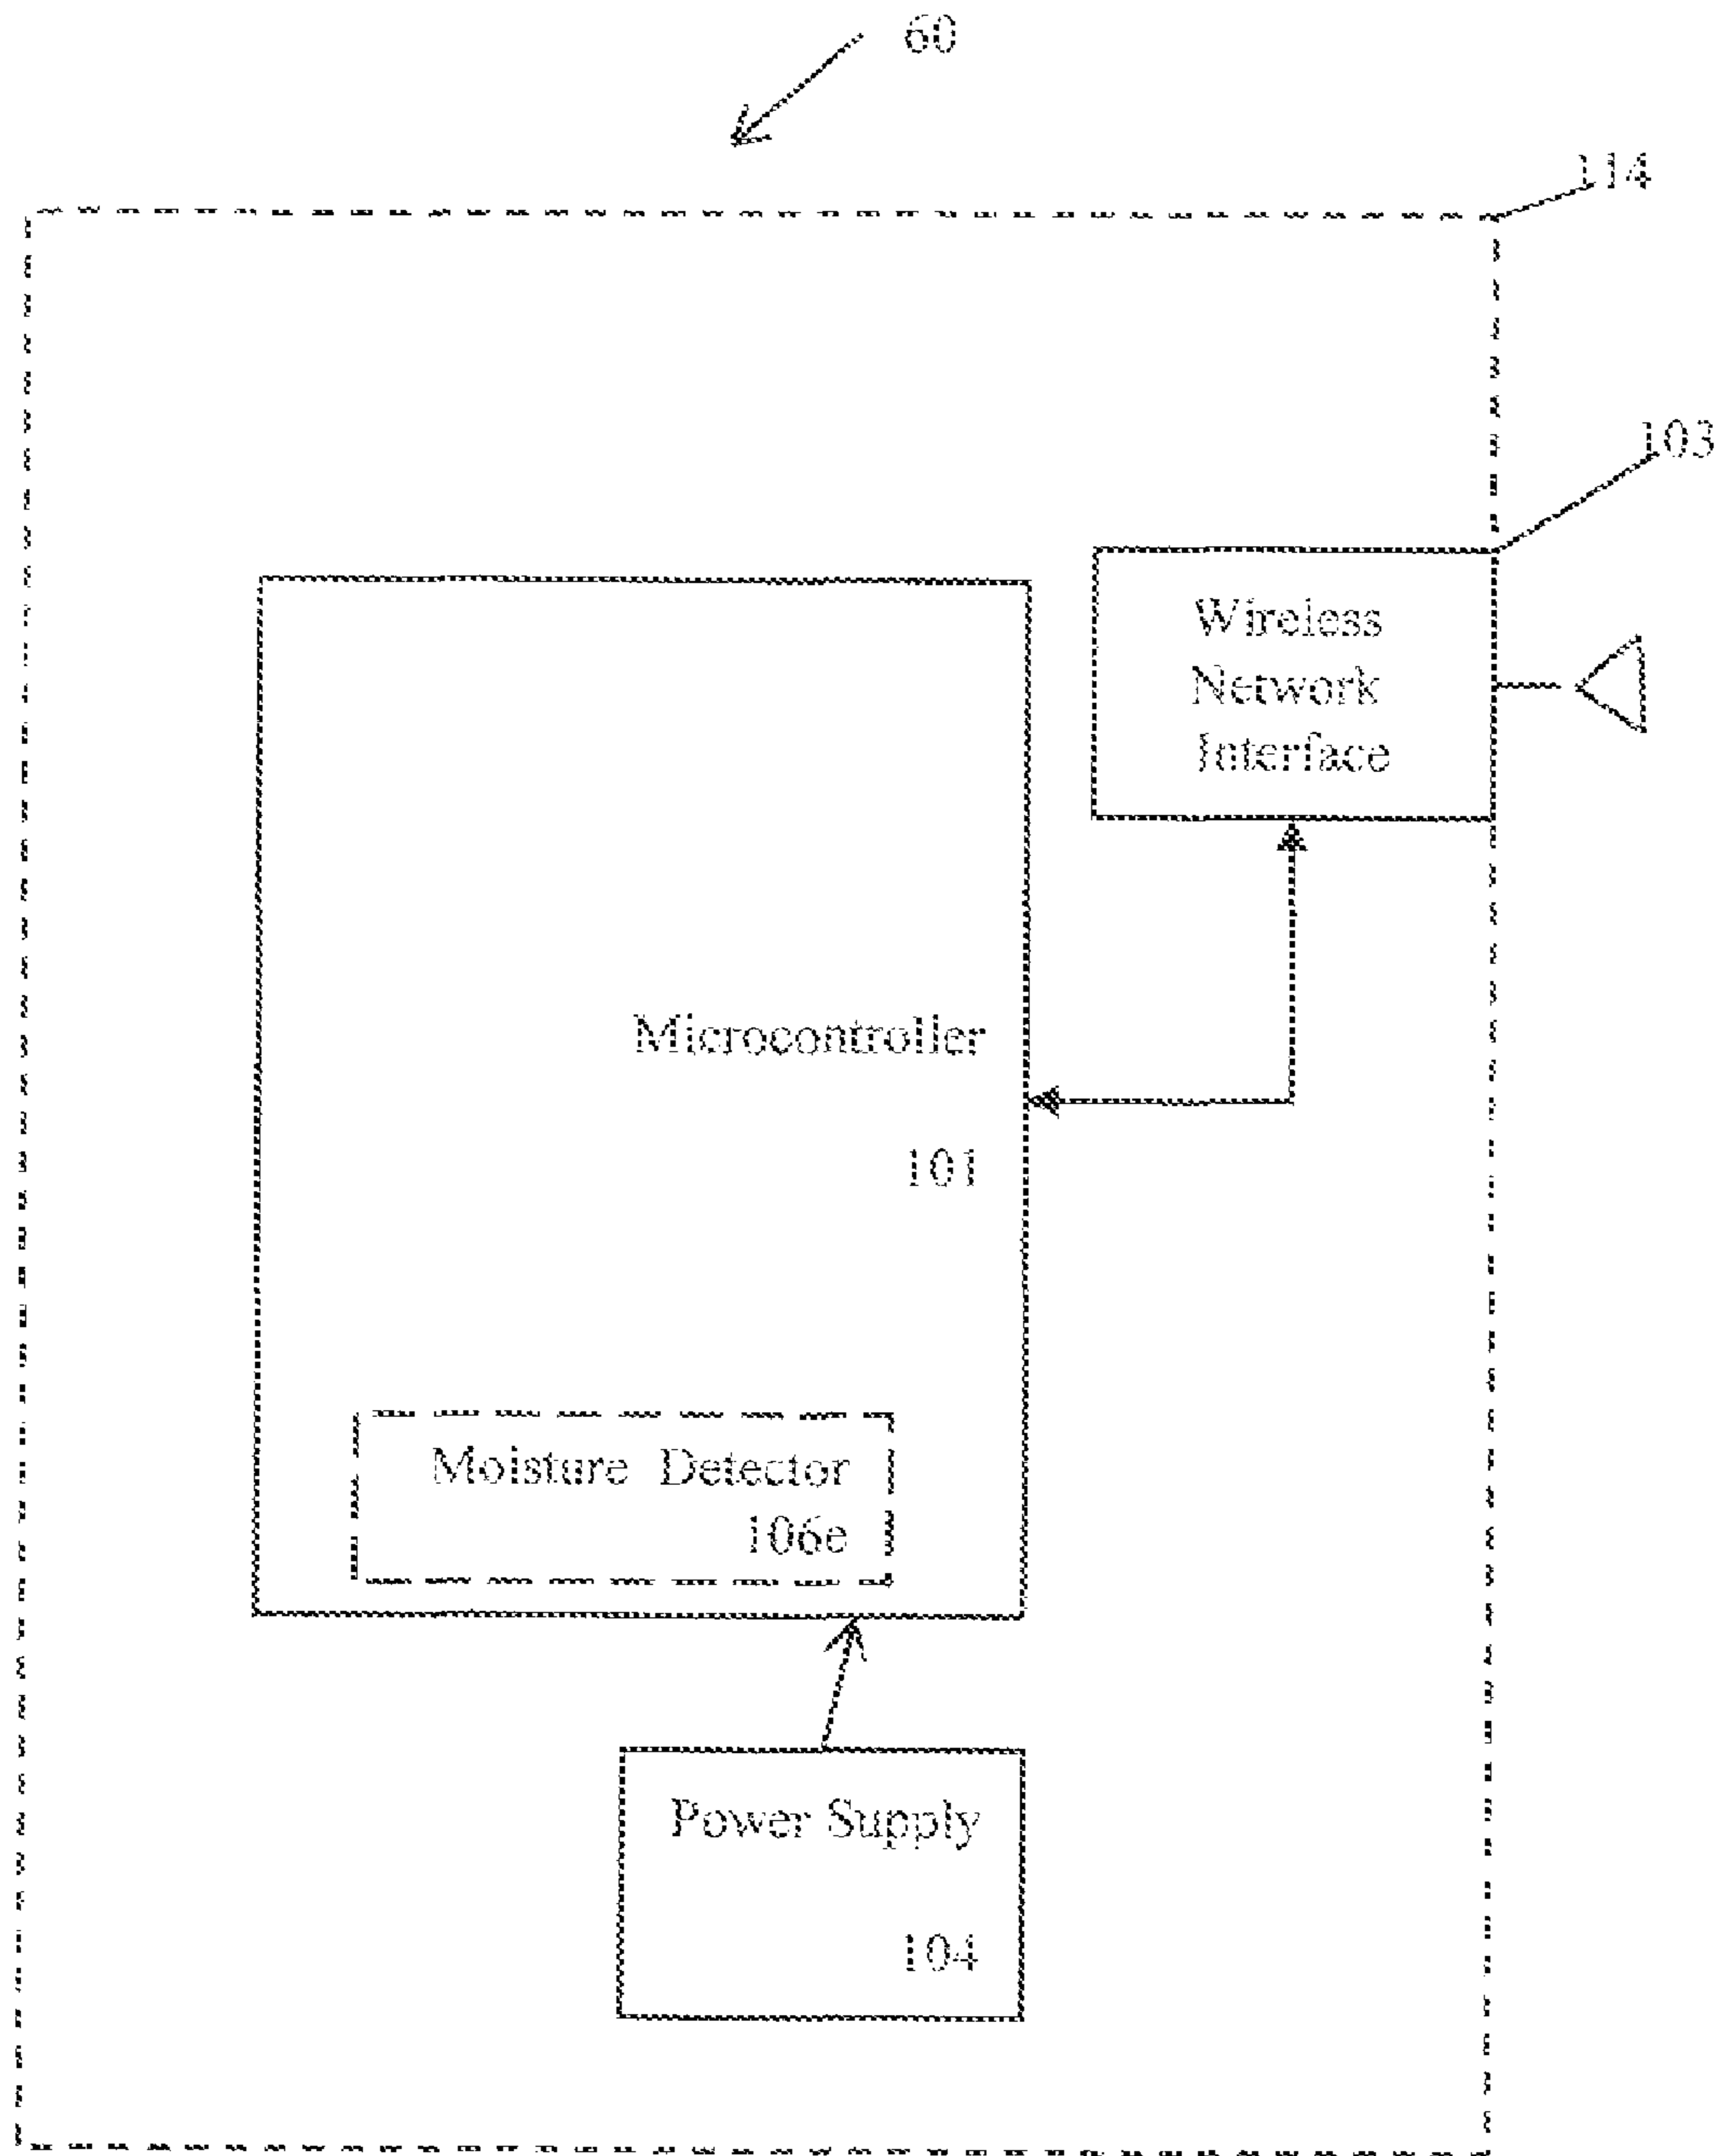 60
114
103
Wireless
Network
Interface
Microcontroller
101
Moisture Detector
106e
Power Supply
104